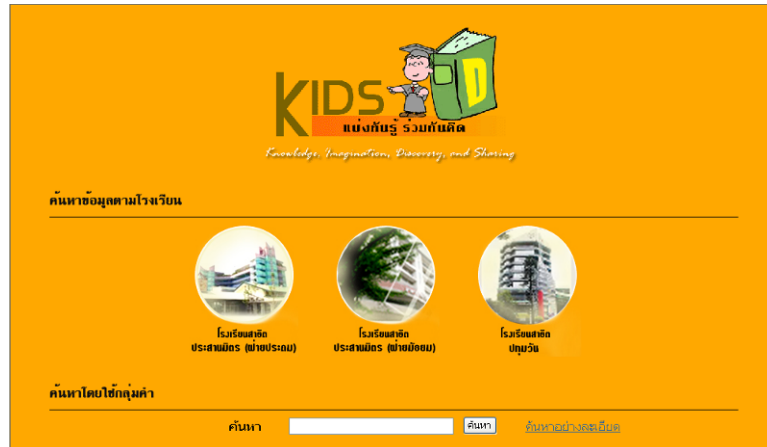 KIDS D
แบ่งกันรู้ ร่วมกันคิด
Knowledge, Imagination, Discovery, and Sharing
ค้นหาข้อมูลตามโรงเรียน
โรงเรียนสาธิต
ประสานมิตร (ฝ่ายประถม)
โรงเรียนสาธิต
ประสานมิตร (ฝ่ายมัธยม)
โรงเรียนสาธิต
ปทุมวัน
ค้นหาโดยใช้กลุ่มคำ
ค้นหา ค้นหา ค้นหาอย่างละเอียด